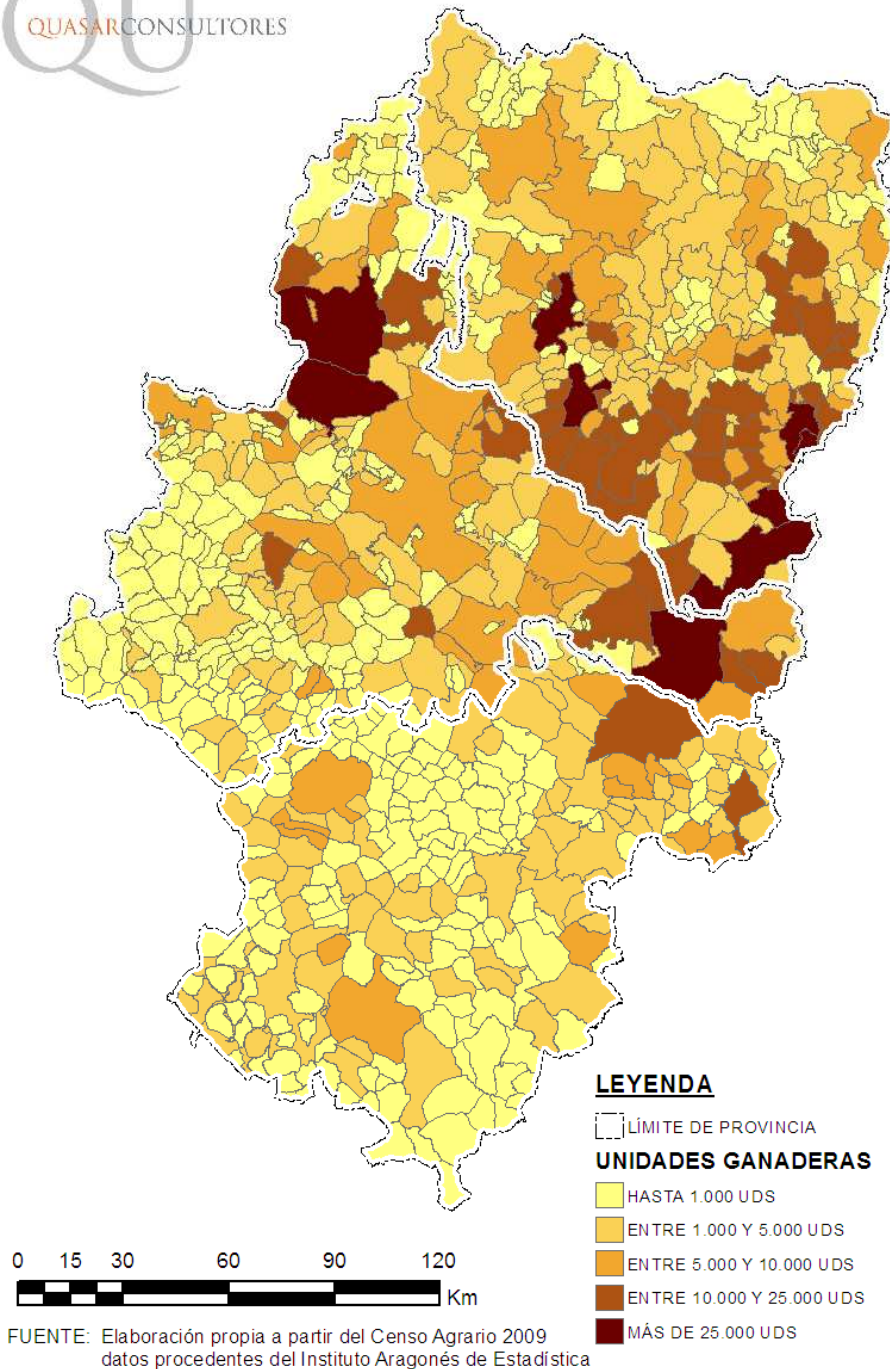 QU
QUASARCONSULTORES
LEYENDA
LÍMITE DE PROVINCIA
UNIDADES GANADERAS
HASTA 1.000 UDS
ENTRE 1.000 Y 5.000 UDS
ENTRE 5.000 Y 10.000 UDS
ENTRE 10.000 Y 25.000 UDS
MÁS DE 25.000 UDS
0 15 30 60 90 120
Km
FUENTE: Elaboración propia a partir del Censo Agrario 2009
datos procedentes del Instituto Aragonés de Estadística